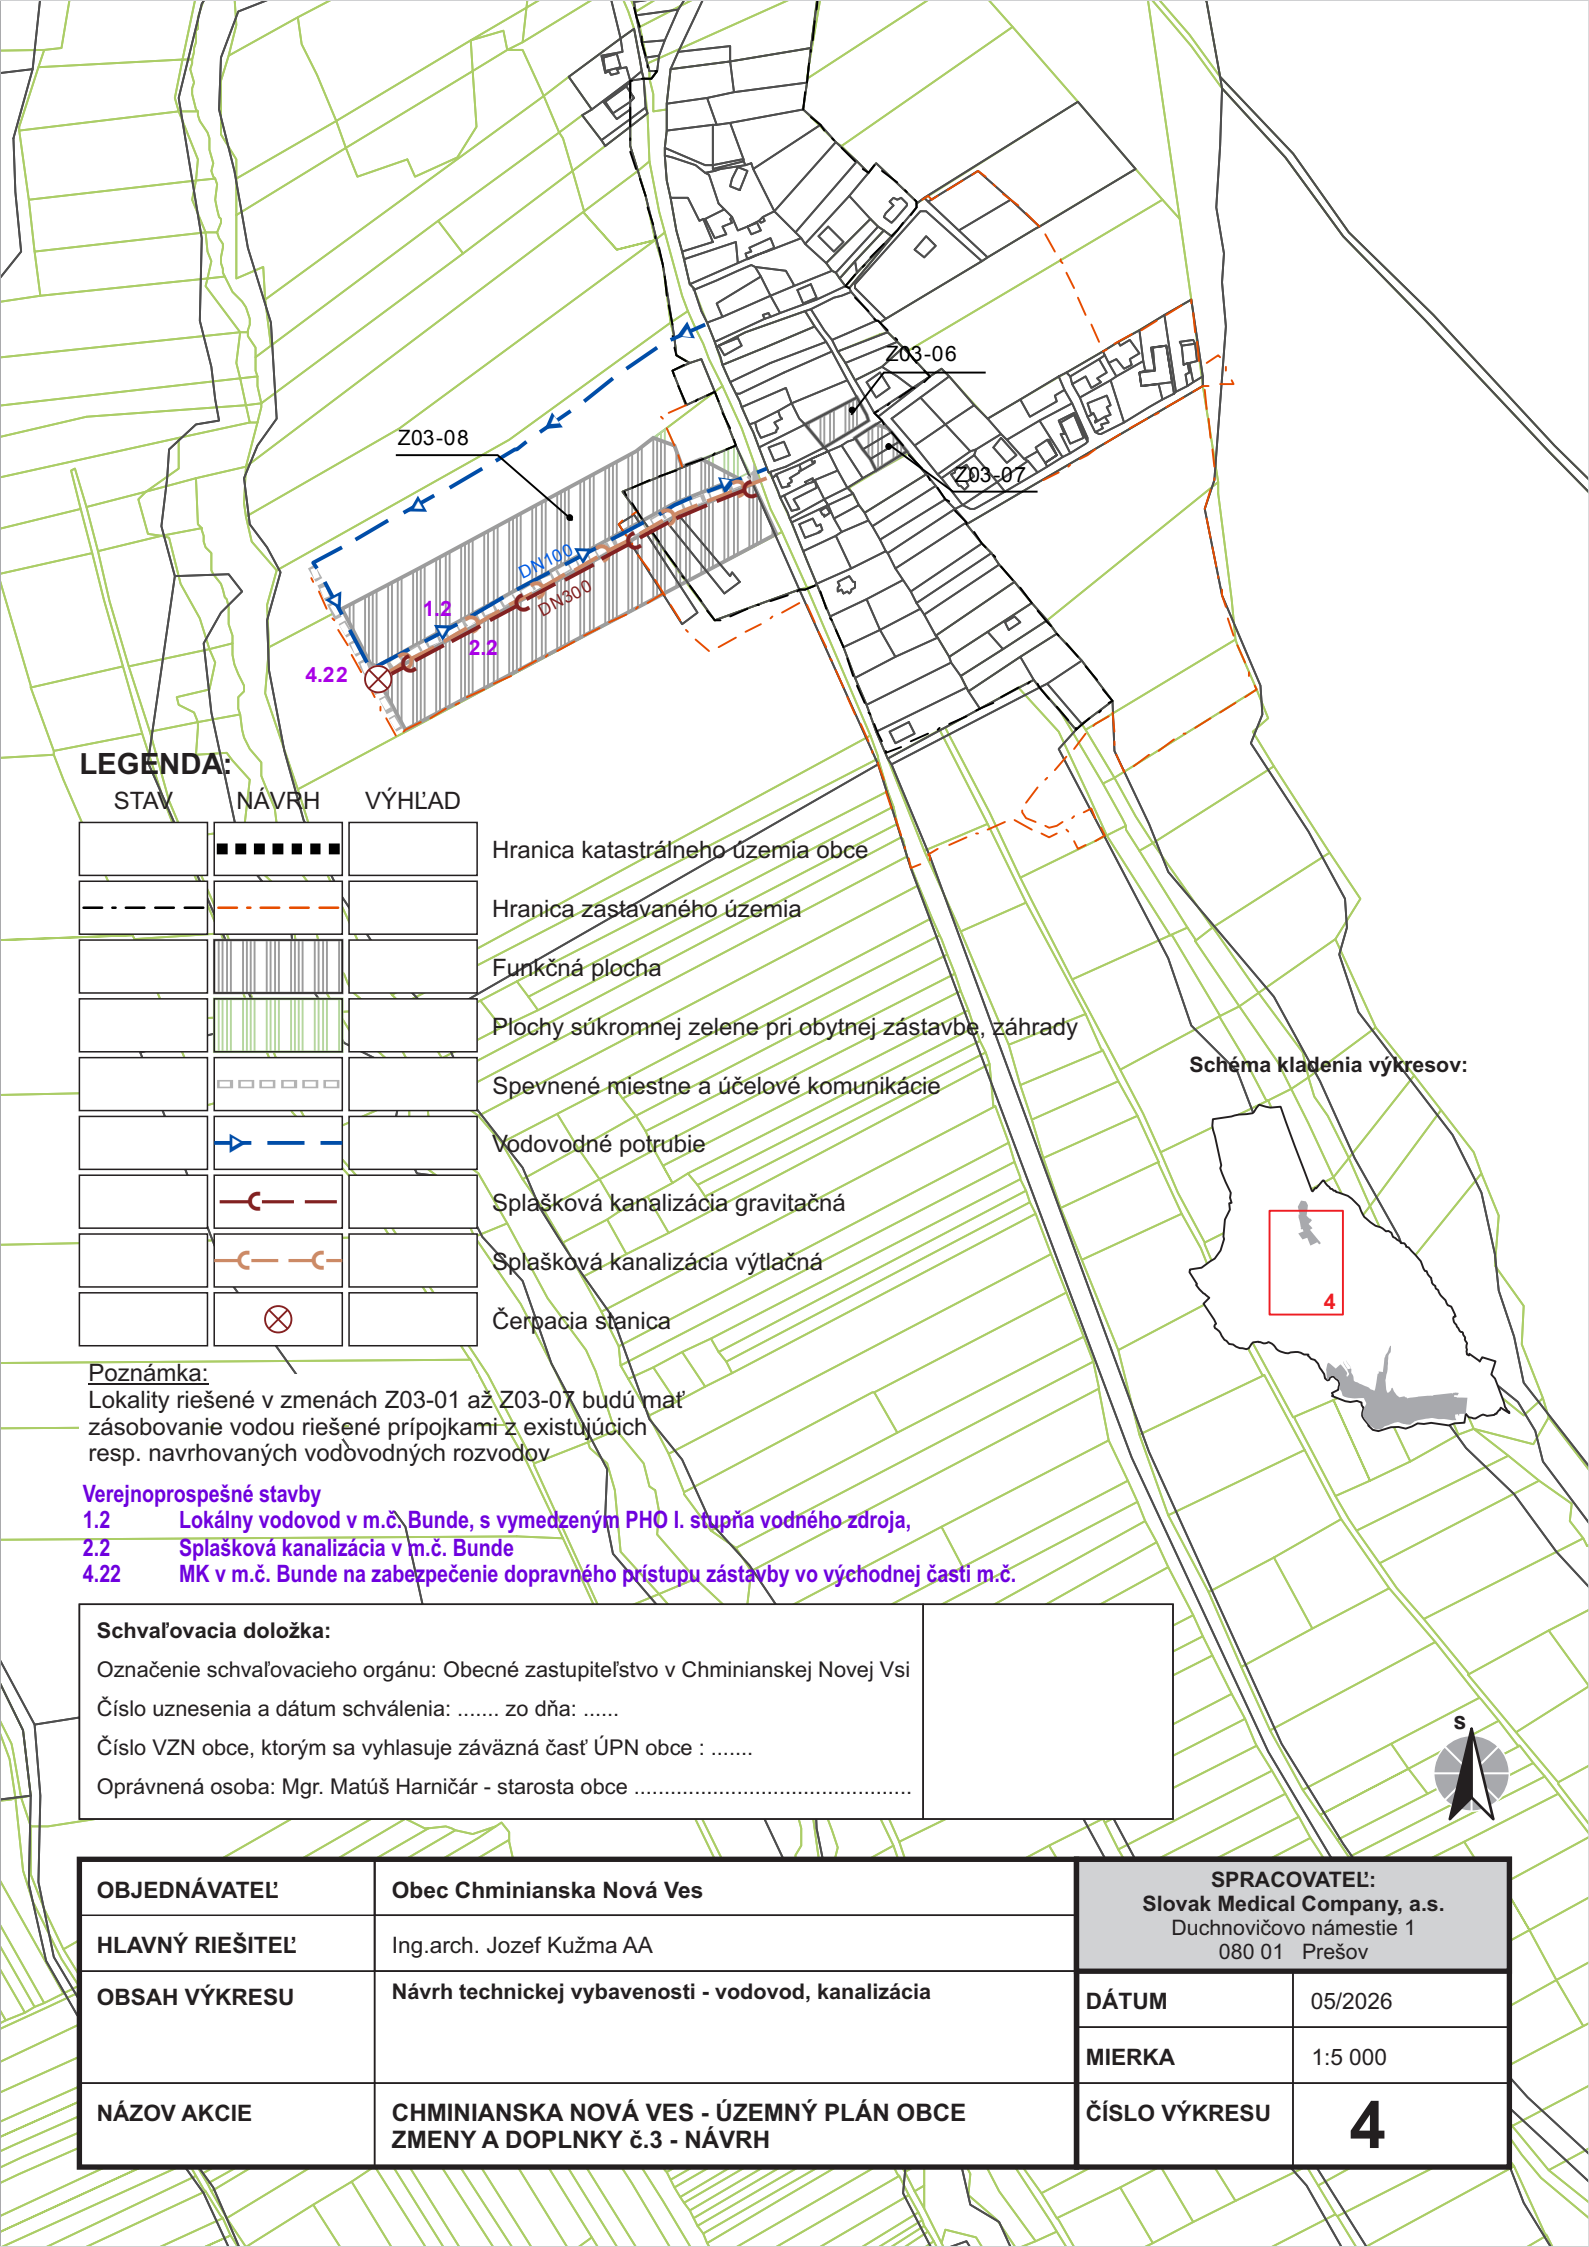 Z03-06
Z03-08
Z03-07
DN100
DN300
1.2
2.2
4.22
LEGENDA:
STAV NÁVRH VÝHĽAD
Hranica katastrálneho územia obce
Hranica zastavaného územia
Funkčná plocha
Plochy súkromnej zelene pri obytnej zástavbe, záhrady
Spevnené miestne a účelové komunikácie
Vodovodné potrubie
Splašková kanalizácia gravitačná
Splašková kanalizácia výtlačná
Čerpacia stanica
Schéma kladenia výkresov:
4
Poznámka:
Lokality riešené v zmenách Z03-01 až Z03-07 budú mať
zásobovanie vodou riešené prípojkami z existujúcich
resp. navrhovaných vodovodných rozvodov
Verejnoprospešné stavby
1.2 Lokálny vodovod v m.č. Bunde, s vymedzeným PHO I. stupňa vodného zdroja,
2.2 Splašková kanalizácia v m.č. Bunde
4.22 MK v m.č. Bunde na zabezpečenie dopravného prístupu zástavby vo východnej časti m.č.
Schvaľovacia doložka:
Označenie schvaľovacieho orgánu: Obecné zastupiteľstvo v Chminianskej Novej Vsi
Číslo uznesenia a dátum schválenia: ....... zo dňa: ......
Číslo VZN obce, ktorým sa vyhlasuje záväzná časť ÚPN obce : .......
Oprávnená osoba: Mgr. Matúš Harničár - starosta obce ..............................................
S
OBJEDNÁVATEĽ Obec Chminianska Nová Ves
HLAVNÝ RIEŠITEĽ Ing.arch. Jozef Kužma AA
OBSAH VÝKRESU Návrh technickej vybavenosti - vodovod, kanalizácia
NÁZOV AKCIE CHMINIANSKA NOVÁ VES - ÚZEMNÝ PLÁN OBCE
ZMENY A DOPLNKY č.3 - NÁVRH
SPRACOVATEĽ:
Slovak Medical Company, a.s.
Duchnovičovo námestie 1
080 01 Prešov
DÁTUM 05/2026
MIERKA 1:5 000
ČÍSLO VÝKRESU 4